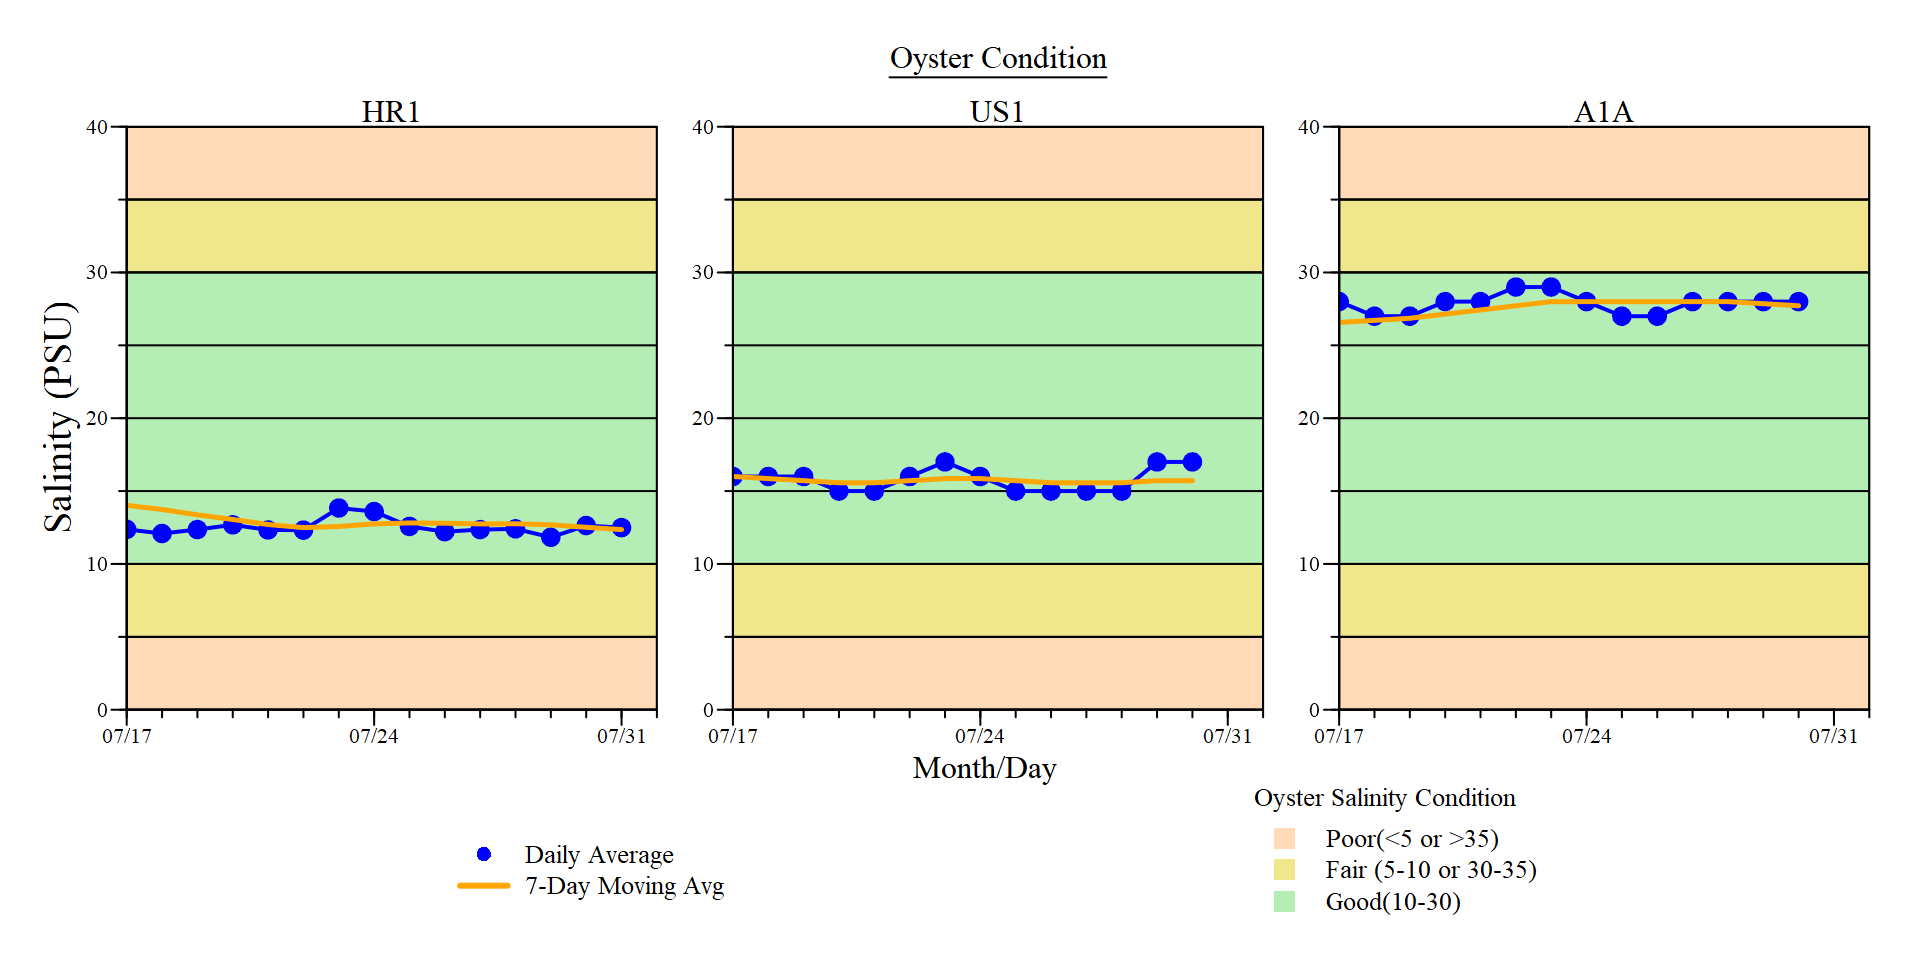 Oyster Condition
HR1
US1
A1A
Salinity (PSU)
40
30
20
10
0
07/17
07/24
07/31
40
30
20
10
0
07/17
07/24
07/31
40
30
20
10
0
07/17
07/24
07/31
Month/Day
Daily Average
7-Day Moving Avg
Oyster Salinity Condition
Poor(<5 or >35)
Fair (5-10 or 30-35)
Good(10-30)